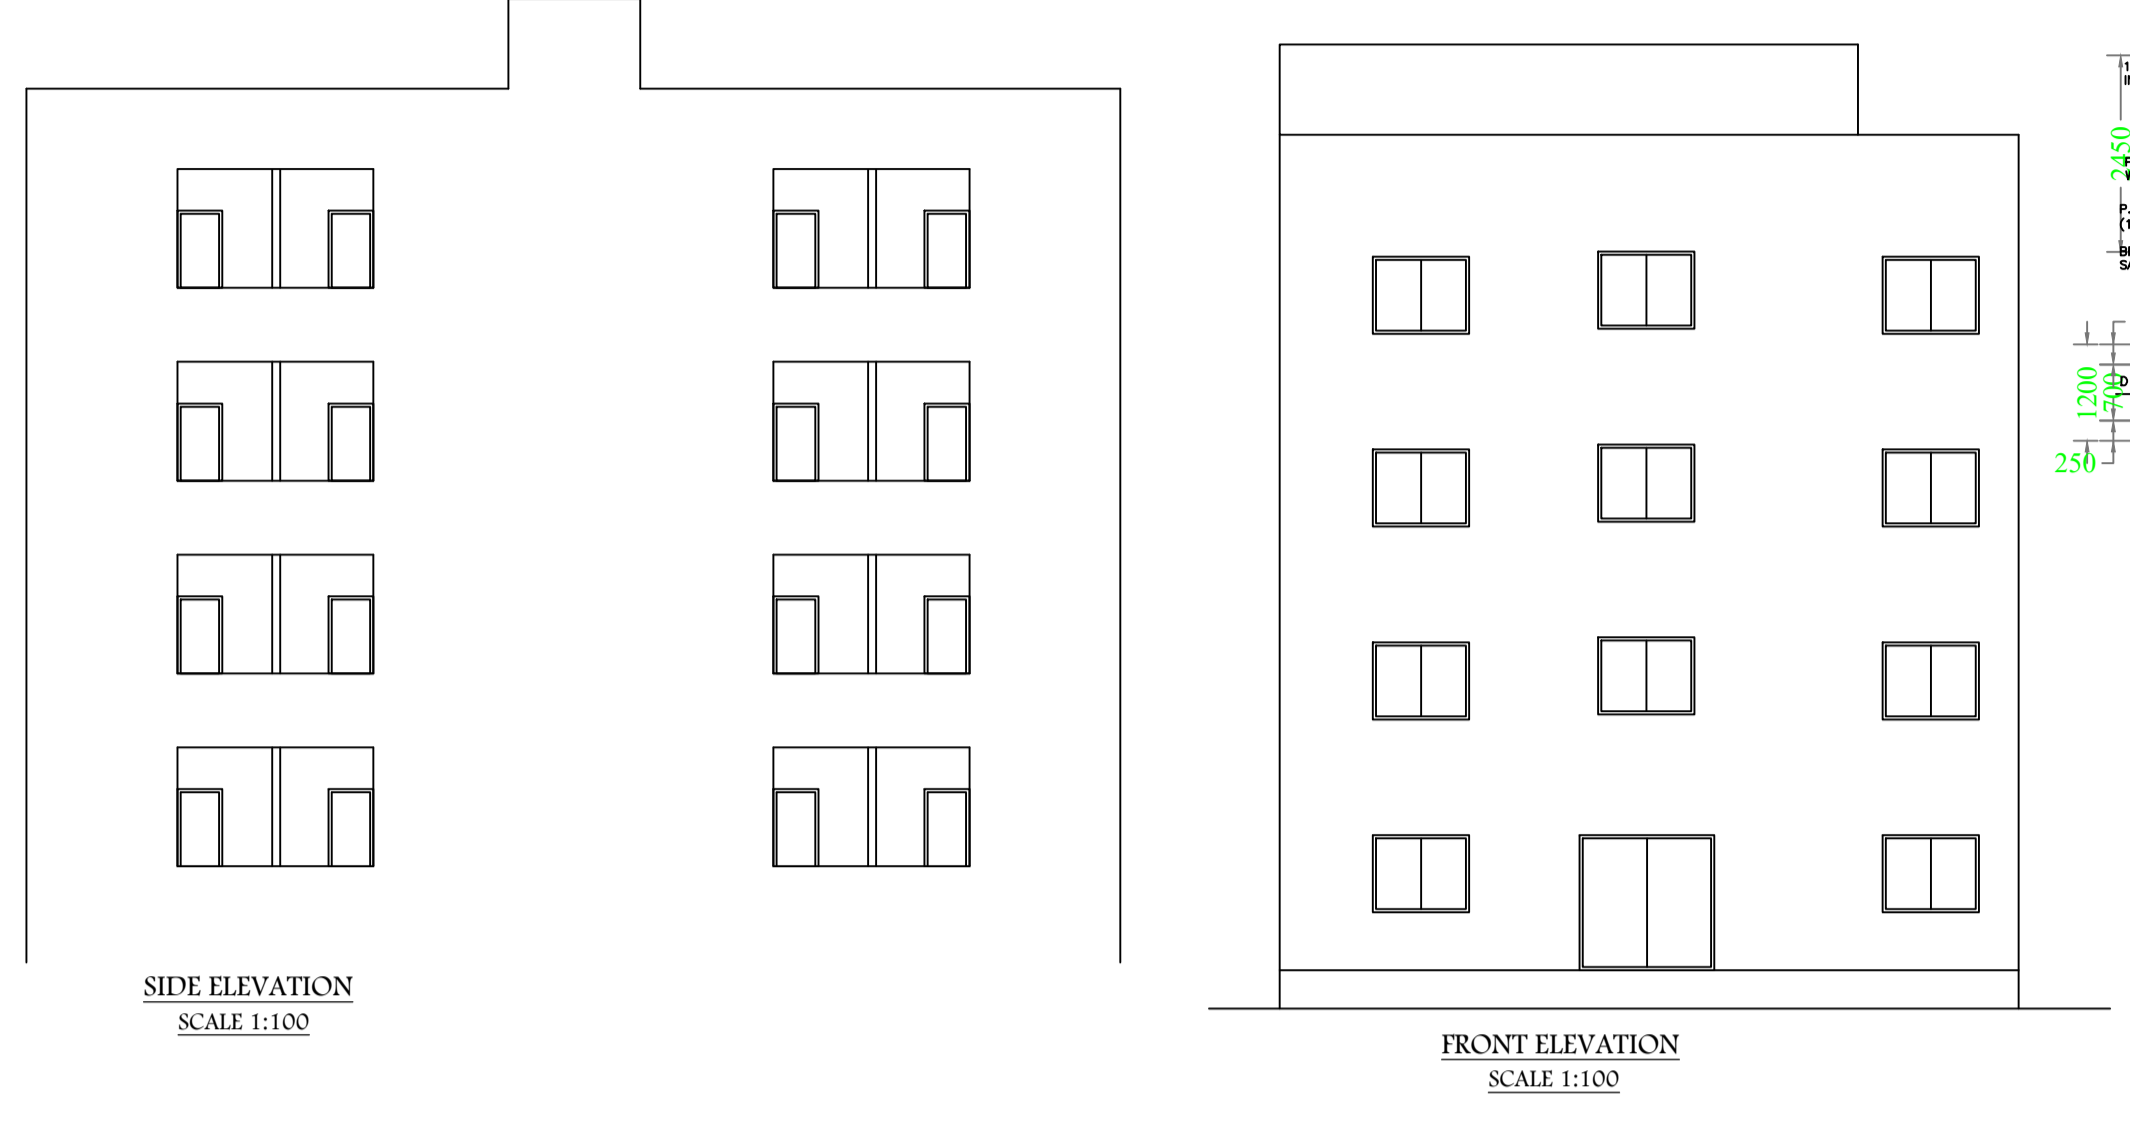 SIDE ELEVATION
SCALE 1:100
FRONT ELEVATION
SCALE 1:100
2450
1200
700
250
D